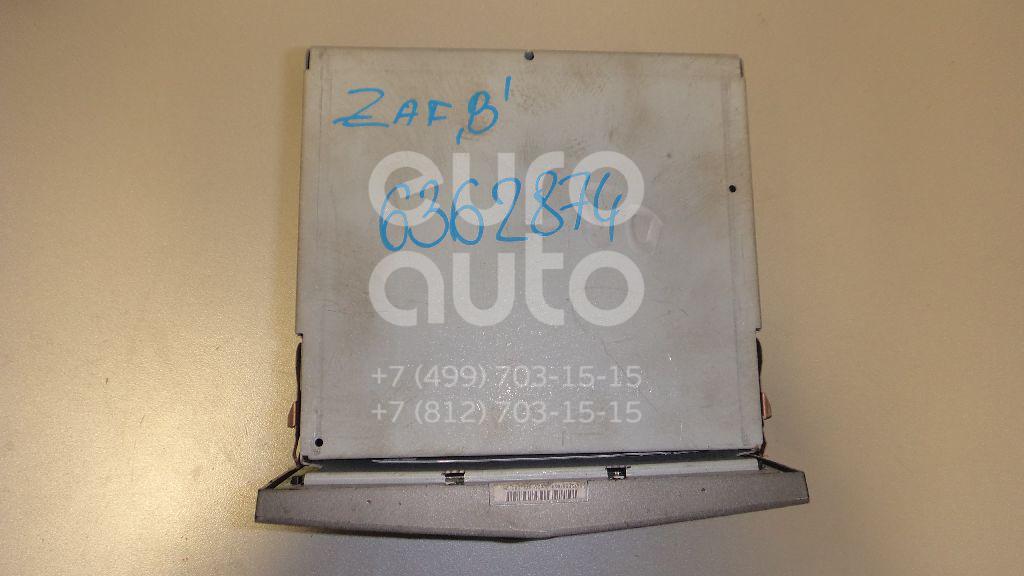 ZAF,B'
euro
6362874
auto
+7 (499) 703-15-15
+7 (812) 703-15-15